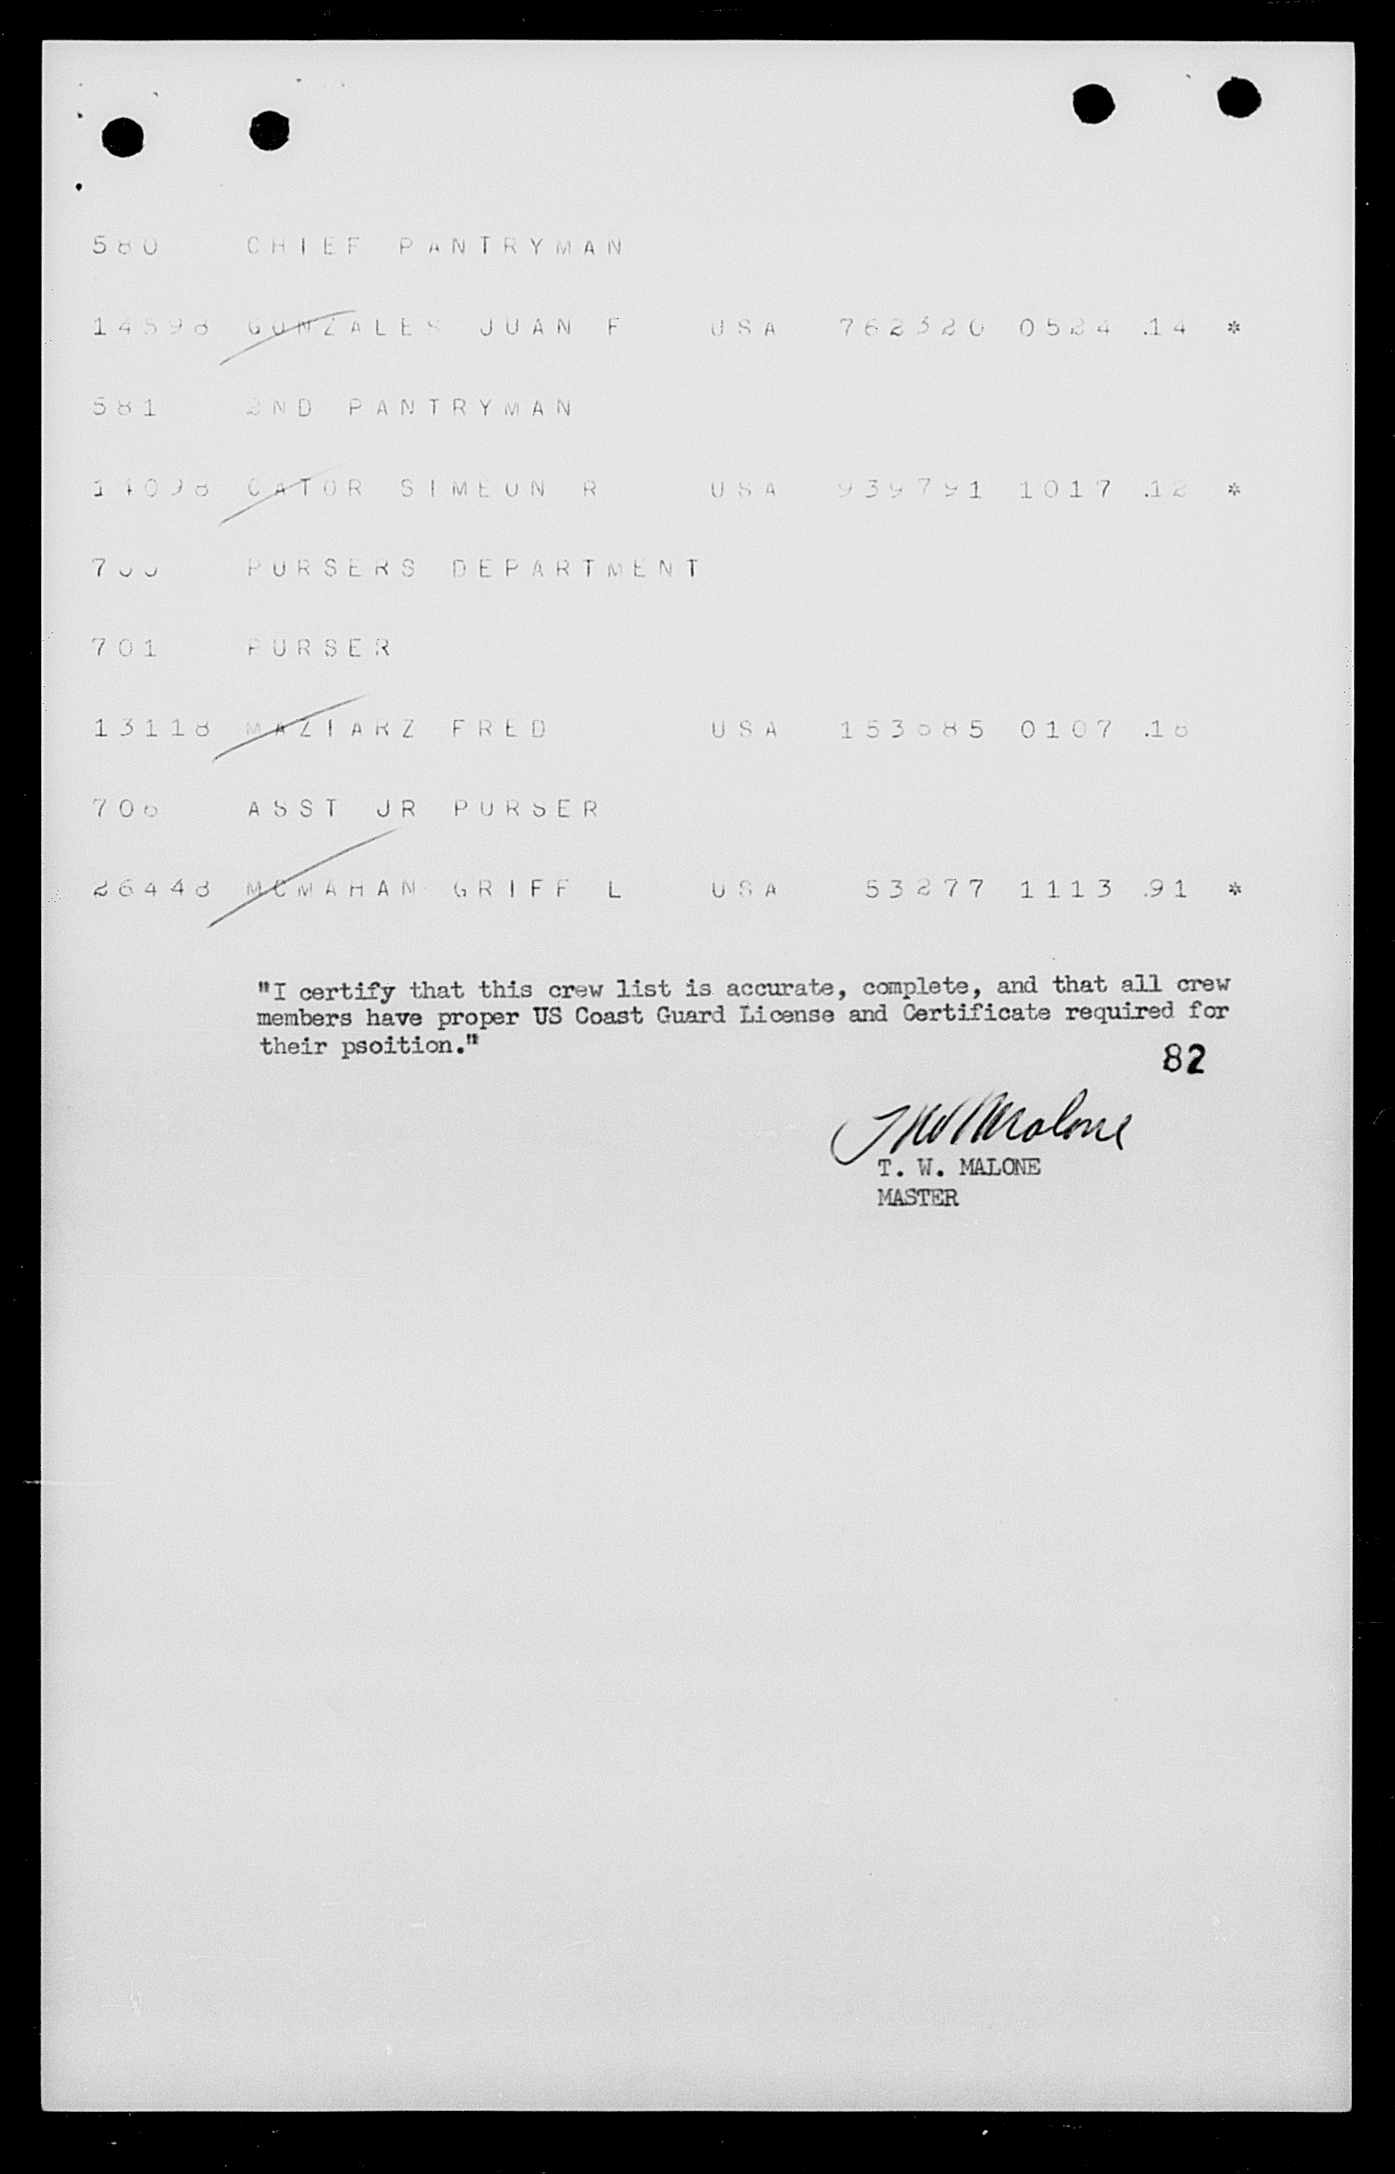 580 CHIEF PANTRYMAN
14598 GONZALES JUAN F USA 762320 0524 .14 *
581 2ND PANTRYMAN
14098 CATOR SIMEON R USA 939791 1017 .12 *
700 PURSERS DEPARTMENT
701 PURSER
13118 MAZIARZ FRED USA 0107
706 ASST JR PURSER
26448 MCMAHAN GRIFF L USA 53277 1113 .91 *
"I certify that this crew list is accurate, complete, and that all crew
members have proper US Coast Guard License and Certificate required for
their psoition."
82
T W Malone
T. W. MALONE
MASTER